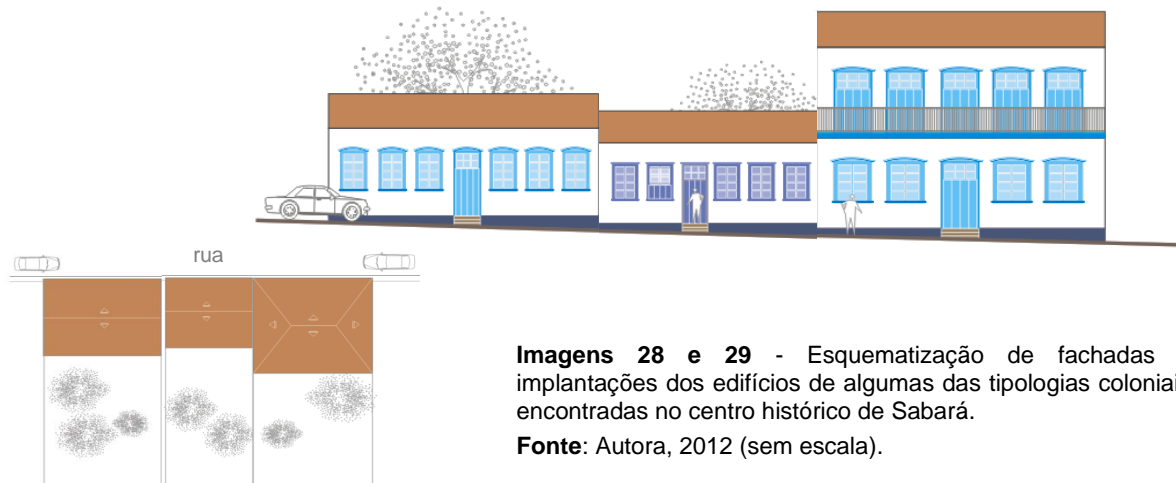 rua
Imagens 28 e 29 - Esquematização de fachadas
implantações dos edifícios de algumas das tipologias coloniai
encontradas no centro histórico de Sabará.
Fonte: Autora, 2012 (sem escala).